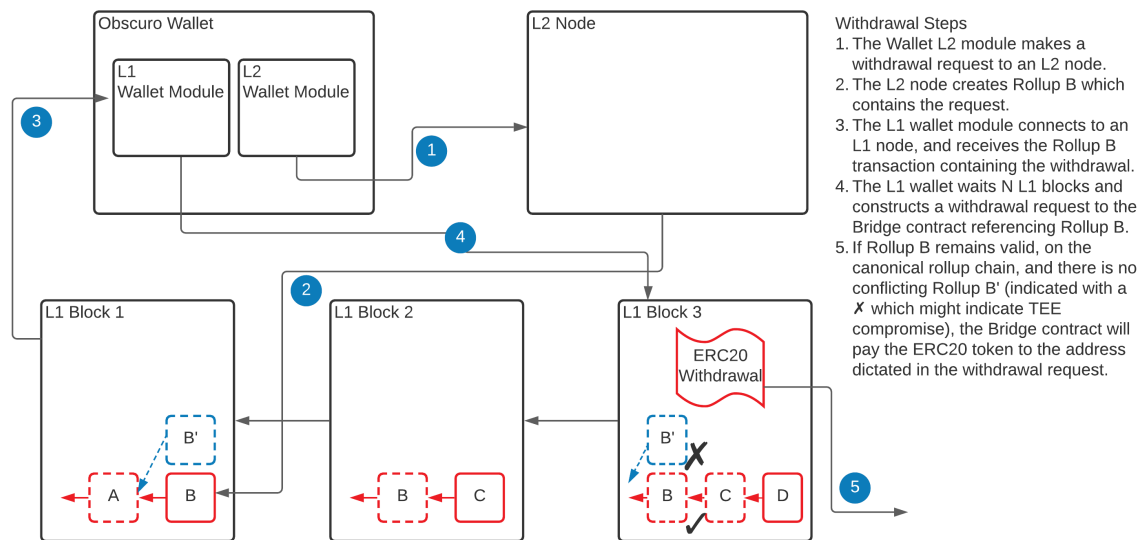 Obscuro Wallet
L1
Wallet Module
L2
Wallet Module
L2 Node
3
1
4
2
L1 Block 1
B'
A
B
L1 Block 2
B
C
L1 Block 3
ERC20
Withdrawal
B'
✗
B
C
D
✓
5
Withdrawal Steps
1. The Wallet L2 module makes a
withdrawal request to an L2 node.
2. The L2 node creates Rollup B which
contains the request.
3. The L1 wallet module connects to an
L1 node, and receives the Rollup B
transaction containing the withdrawal.
4. The L1 wallet waits N L1 blocks and
constructs a withdrawal request to the
Bridge contract referencing Rollup B.
5. If Rollup B remains valid, on the
canonical rollup chain, and there is no
conflicting Rollup B' (indicated with a
✗ which might indicate TEE
compromise), the Bridge contract will
pay the ERC20 token to the address
dictated in the withdrawal request.